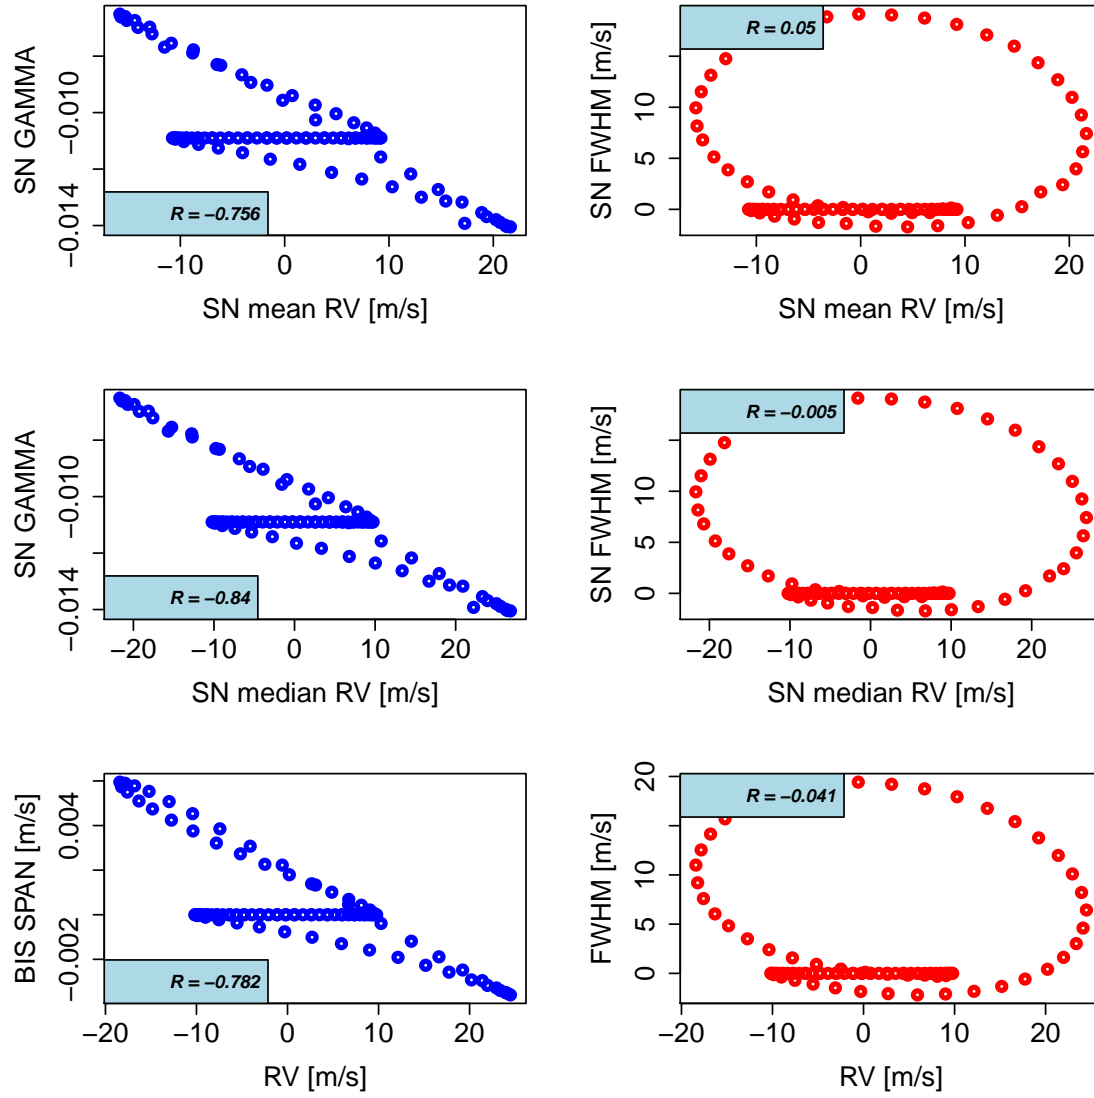 SN GAMMA
−0.010
−0.014
R = −0.756
−10 0 10 20
SN mean RV [m/s]
SN FWHM [m/s]
10
5
0
R = 0.05
−10 0 10 20
SN mean RV [m/s]
SN GAMMA
−0.010
−0.014
R = −0.84
−20 −10 0 10 20
SN median RV [m/s]
SN FWHM [m/s]
10
5
0
R = −0.005
−20 −10 0 10 20
SN median RV [m/s]
BIS SPAN [m/s]
0.004
−0.002
R = −0.782
−20 −10 0 10 20
RV [m/s]
FWHM [m/s]
20
10
5
0
R = −0.041
−20 −10 0 10 20
RV [m/s]